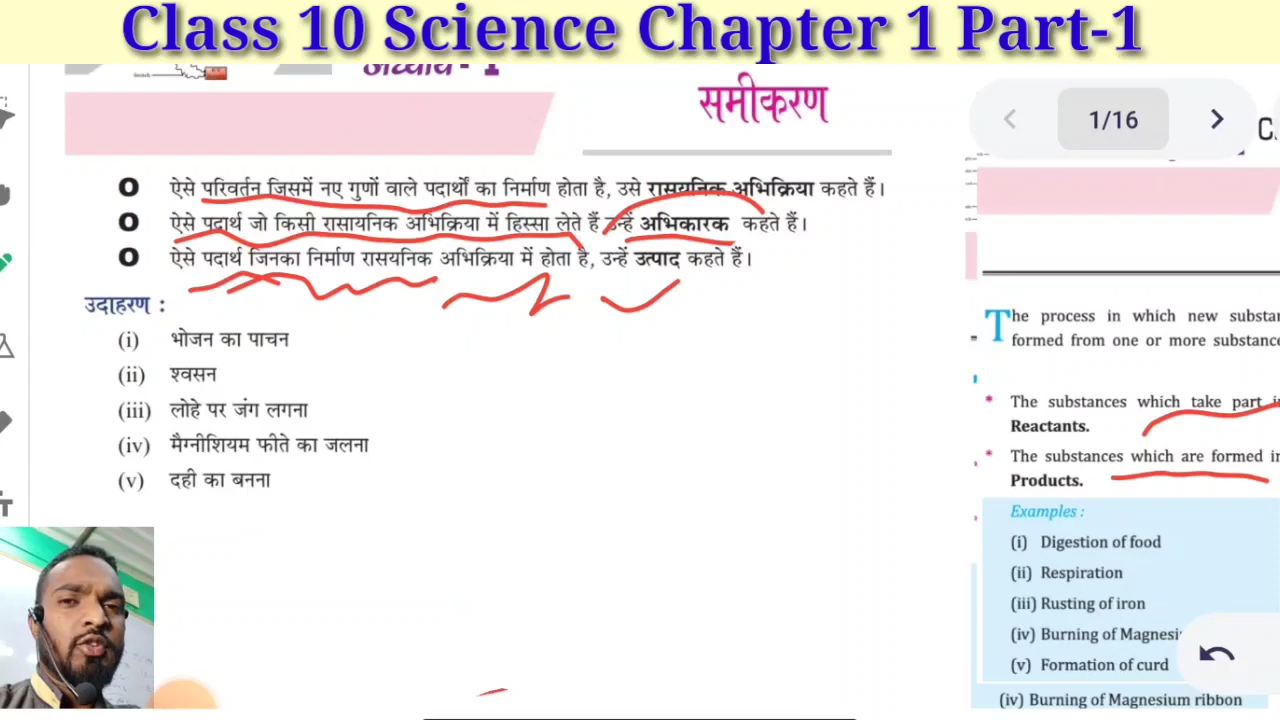 Class 10 Science Chapter 1 Part-1
अध्याय - 1
समीकरण
1/16
C
O ऐसे परिवर्तन जिसमें नए गुणों वाले पदार्थों का निर्माण होता है, उसे रासयनिक अभिक्रिया कहते हैं।
O ऐसे पदार्थ जो किसी रासायनिक अभिक्रिया में हिस्सा लेते हैं उन्हें अभिकारक कहते हैं।
O ऐसे पदार्थ जिनका निर्माण रासयनिक अभिक्रिया में होता है, उन्हें उत्पाद कहते हैं।
उदाहरण :
(i) भोजन का पाचन
(ii) श्वसन
(iii) लोहे पर जंग लगना
(iv) मैग्नीशियम फीते का जलना
(v) दही का बनना
The process in which new substan
formed from one or more substance
* The substances which take part i
Reactants.
* The substances which are formed in
Products.
Examples :
(i) Digestion of food
(ii) Respiration
(iii) Rusting of iron
(iv) Burning of Magnesi
(v) Formation of curd
(iv) Burning of Magnesium ribbon